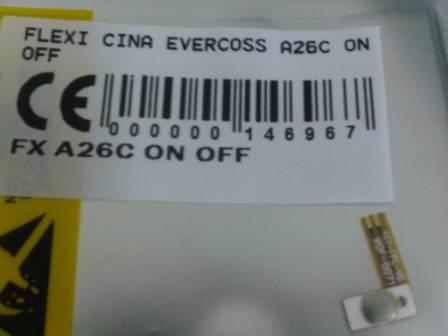 FLEXI CINA EVERCOSS A26C ON
OFF
CE
000000 146967
FX A26C ON OFF